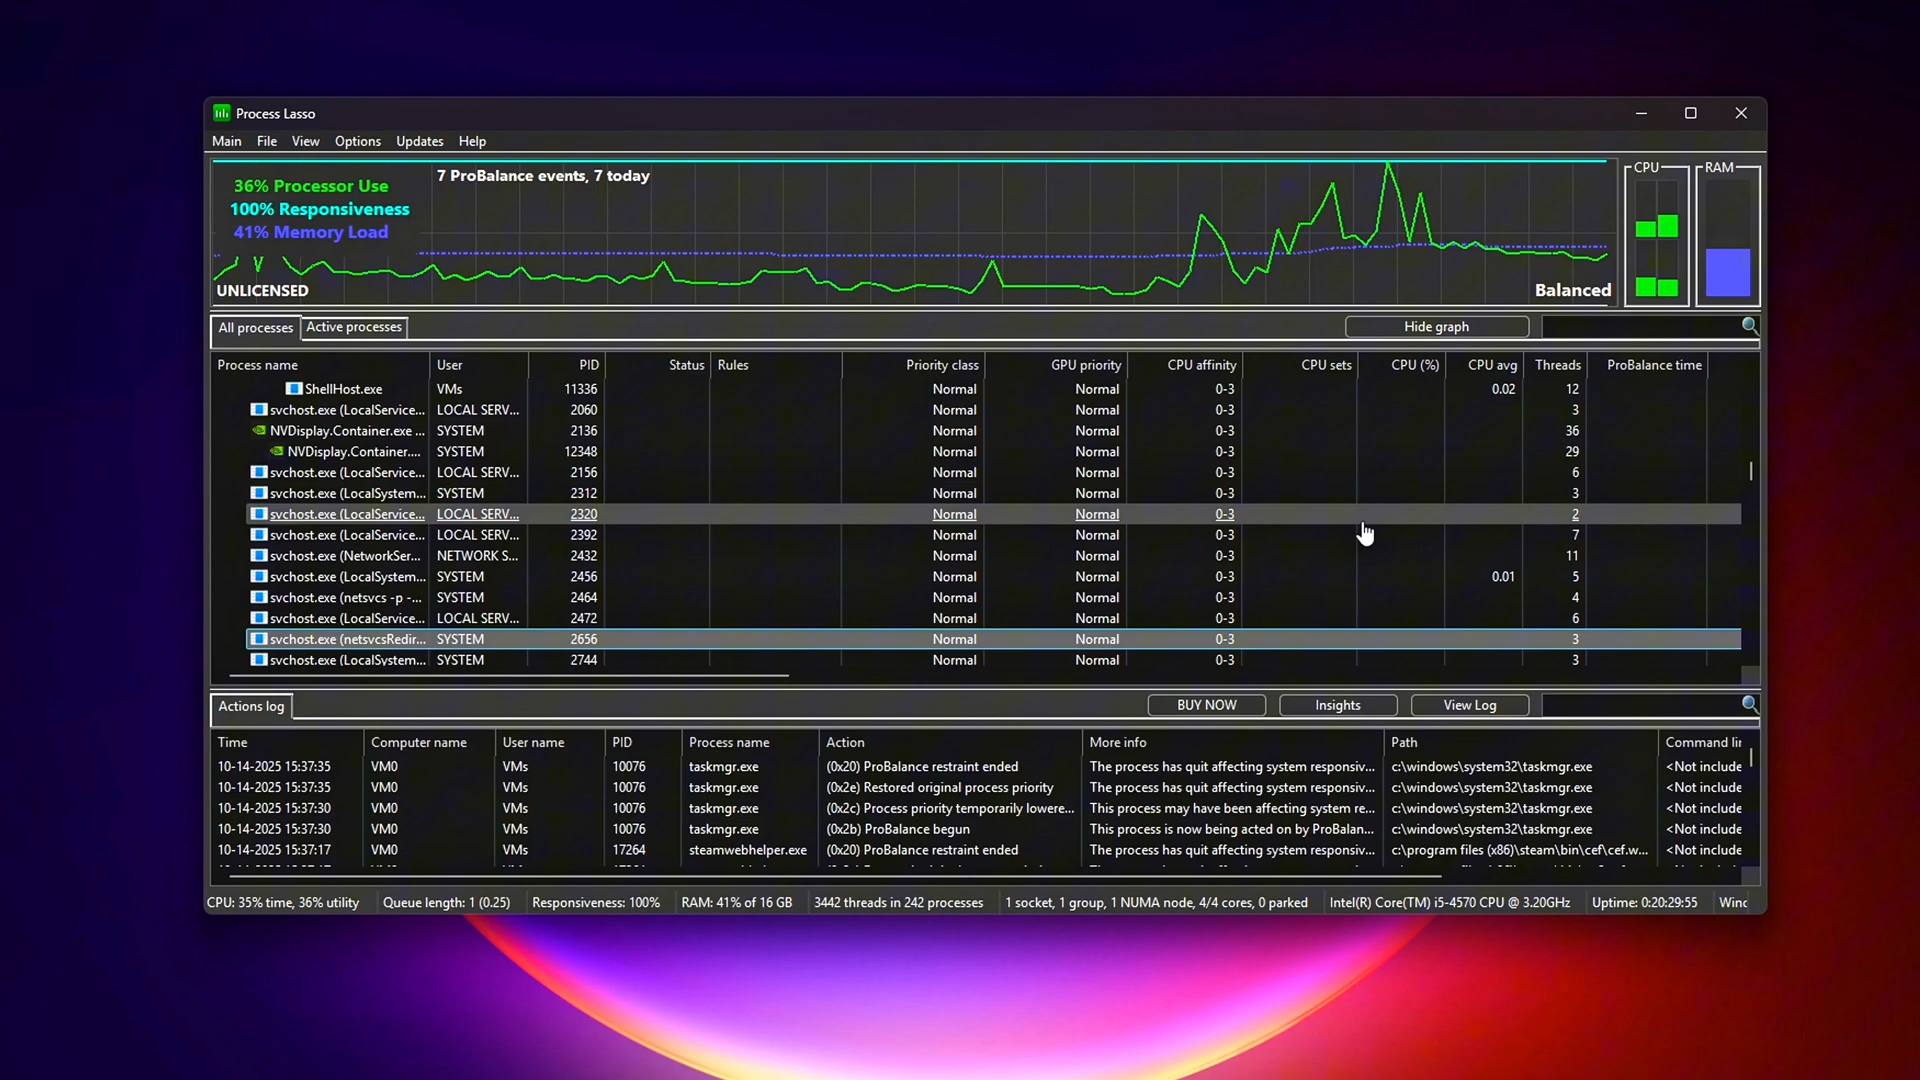 Process Lasso
Main File View Options Updates Help
36% Processor Use
100% Responsiveness
41% Memory Load
7 ProBalance events, 7 today
UNLICENSED
Balanced
CPU RAM
All processes Active processes Hide graph
Process name User PID Status Rules Priority class GPU priority CPU affinity CPU sets CPU (%) CPU avg Threads ProBalance time
ShellHost.exe VMs 11336 Normal Normal 0-3 0.02 12
svchost.exe (LocalService... LOCAL SERV... 2060 Normal Normal 0-3 3
NVDisplay.Container.exe ... SYSTEM 2136 Normal Normal 0-3 36
NVDisplay.Container.... SYSTEM 12348 Normal Normal 0-3 29
svchost.exe (LocalService... LOCAL SERV... 2156 Normal Normal 0-3 6
svchost.exe (LocalSystem... SYSTEM 2312 Normal Normal 0-3 3
svchost.exe (LocalService... LOCAL SERV... 2320 Normal Normal 0-3 2
svchost.exe (LocalService... LOCAL SERV... 2392 Normal Normal 0-3 7
svchost.exe (NetworkSer... NETWORK S... 2432 Normal Normal 0-3 11
svchost.exe (LocalSystem... SYSTEM 2456 Normal Normal 0-3 0.01 5
svchost.exe (netsvcs -p -... SYSTEM 2464 Normal Normal 0-3 4
svchost.exe (LocalService... LOCAL SERV... 2472 Normal Normal 0-3 6
svchost.exe (netsvcsRedir... SYSTEM 2656 Normal Normal 0-3 3
svchost.exe (LocalSystem... SYSTEM 2744 Normal Normal 0-3 3
Actions log BUY NOW Insights View Log
Time Computer name User name PID Process name Action More info Path Command lin
10-14-2025 15:37:35 VM0 VMs 10076 taskmgr.exe (0x20) ProBalance restraint ended The process has quit affecting system responsiv... c:\windows\system32\taskmgr.exe <Not include
10-14-2025 15:37:35 VM0 VMs 10076 taskmgr.exe (0x2e) Restored original process priority The process has quit affecting system responsiv... c:\windows\system32\taskmgr.exe <Not include
10-14-2025 15:37:30 VM0 VMs 10076 taskmgr.exe (0x2c) Process priority temporarily lowere... This process may have been affecting system re... c:\windows\system32\taskmgr.exe <Not include
10-14-2025 15:37:30 VM0 VMs 10076 taskmgr.exe (0x2b) ProBalance begun This process is now being acted on by ProBalan... c:\windows\system32\taskmgr.exe <Not include
10-14-2025 15:37:17 VM0 VMs 17264 steamwebhelper.exe (0x20) ProBalance restraint ended The process has quit affecting system responsiv... c:\program files (x86)\steam\bin\cef\cef.w... <Not include
CPU: 35% time, 36% utility Queue length: 1 (0.25) Responsiveness: 100% RAM: 41% of 16 GB 3442 threads in 242 processes 1 socket, 1 group, 1 NUMA node, 4/4 cores, 0 parked Intel(R) Core(TM) i5-4570 CPU @ 3.20GHz Uptime: 0:20:29:55 Winc